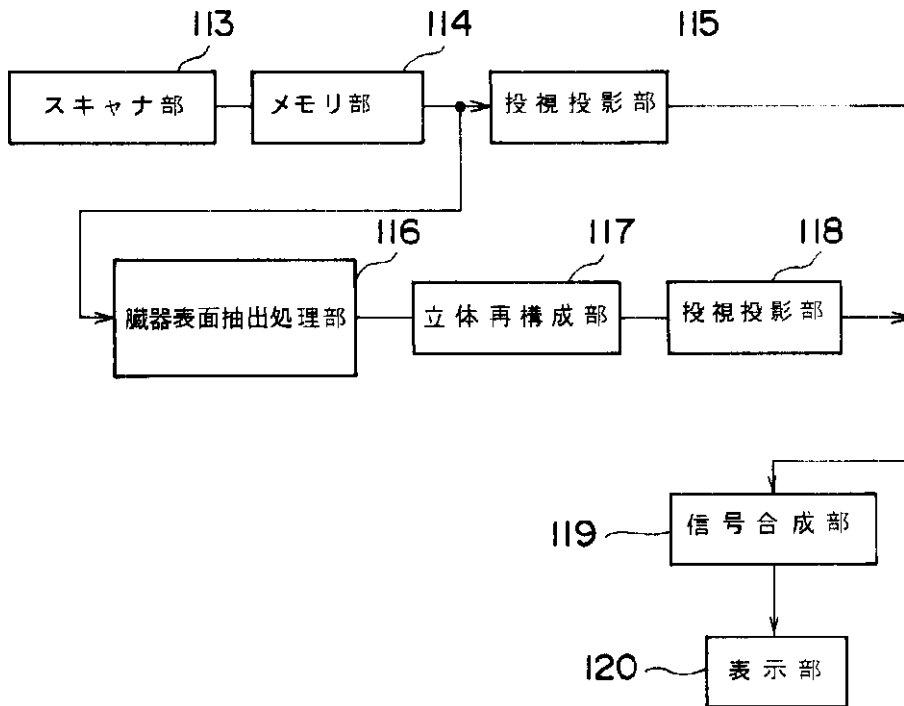 113
114
115
スキャナ部
メモリ部
投視投影部
116
117
118
臓器表面抽出処理部
立体再構成部
投視投影部
119
信号合成部
120
表示部